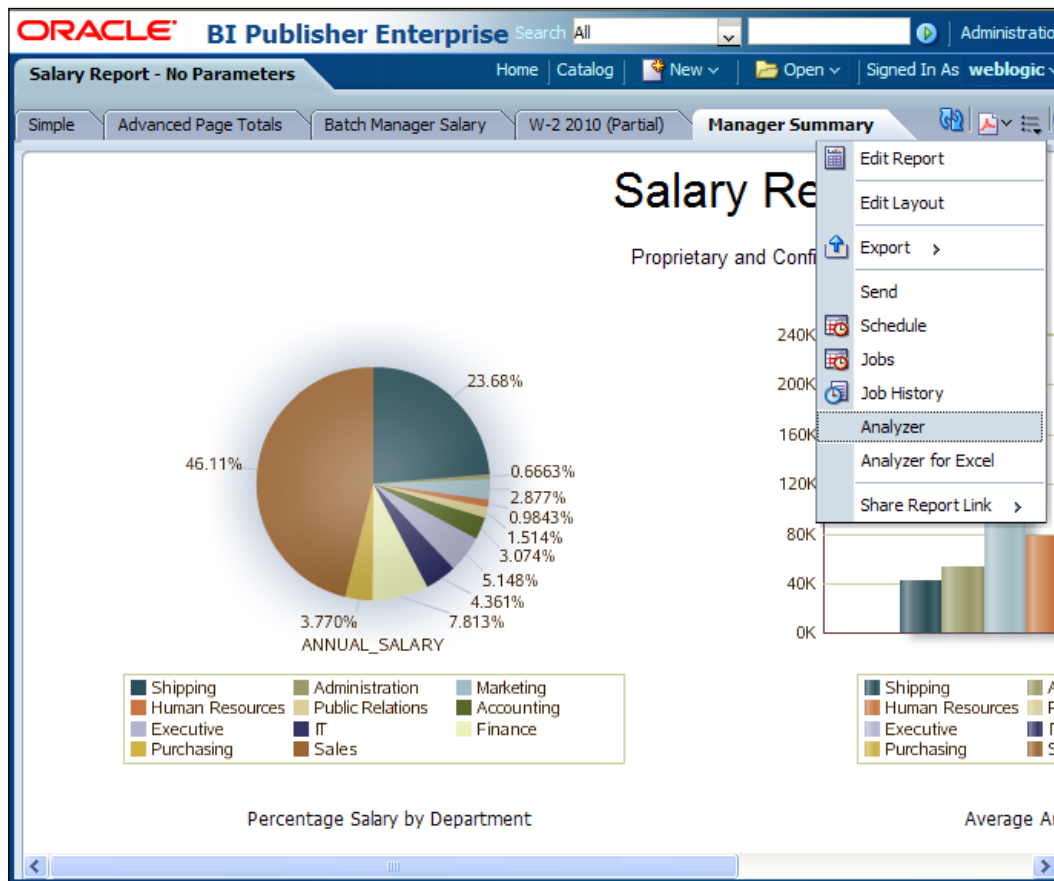 ORACLE BI Publisher Enterprise Search All Administratio
Salary Report - No Parameters Home Catalog New Open Signed In As weblogic
Simple Advanced Page Totals Batch Manager Salary W-2 2010 (Partial) Manager Summary
Edit Report
Edit Layout
Export
Send
Schedule
Jobs
Job History
Analyzer
Analyzer for Excel
Share Report Link
Salary Re
Proprietary and Confi
23.68%
46.11%
0.6663%
2.877%
0.9843%
1.514%
3.074%
5.148%
4.361%
7.813%
3.770%
ANNUAL_SALARY
Shipping Administration Marketing
Human Resources Public Relations Accounting
Executive IT Finance
Purchasing Sales
Percentage Salary by Department
240K
200K
160K
120K
80K
40K
0K
Shipping A
Human Resources P
Executive I
Purchasing S
Average A